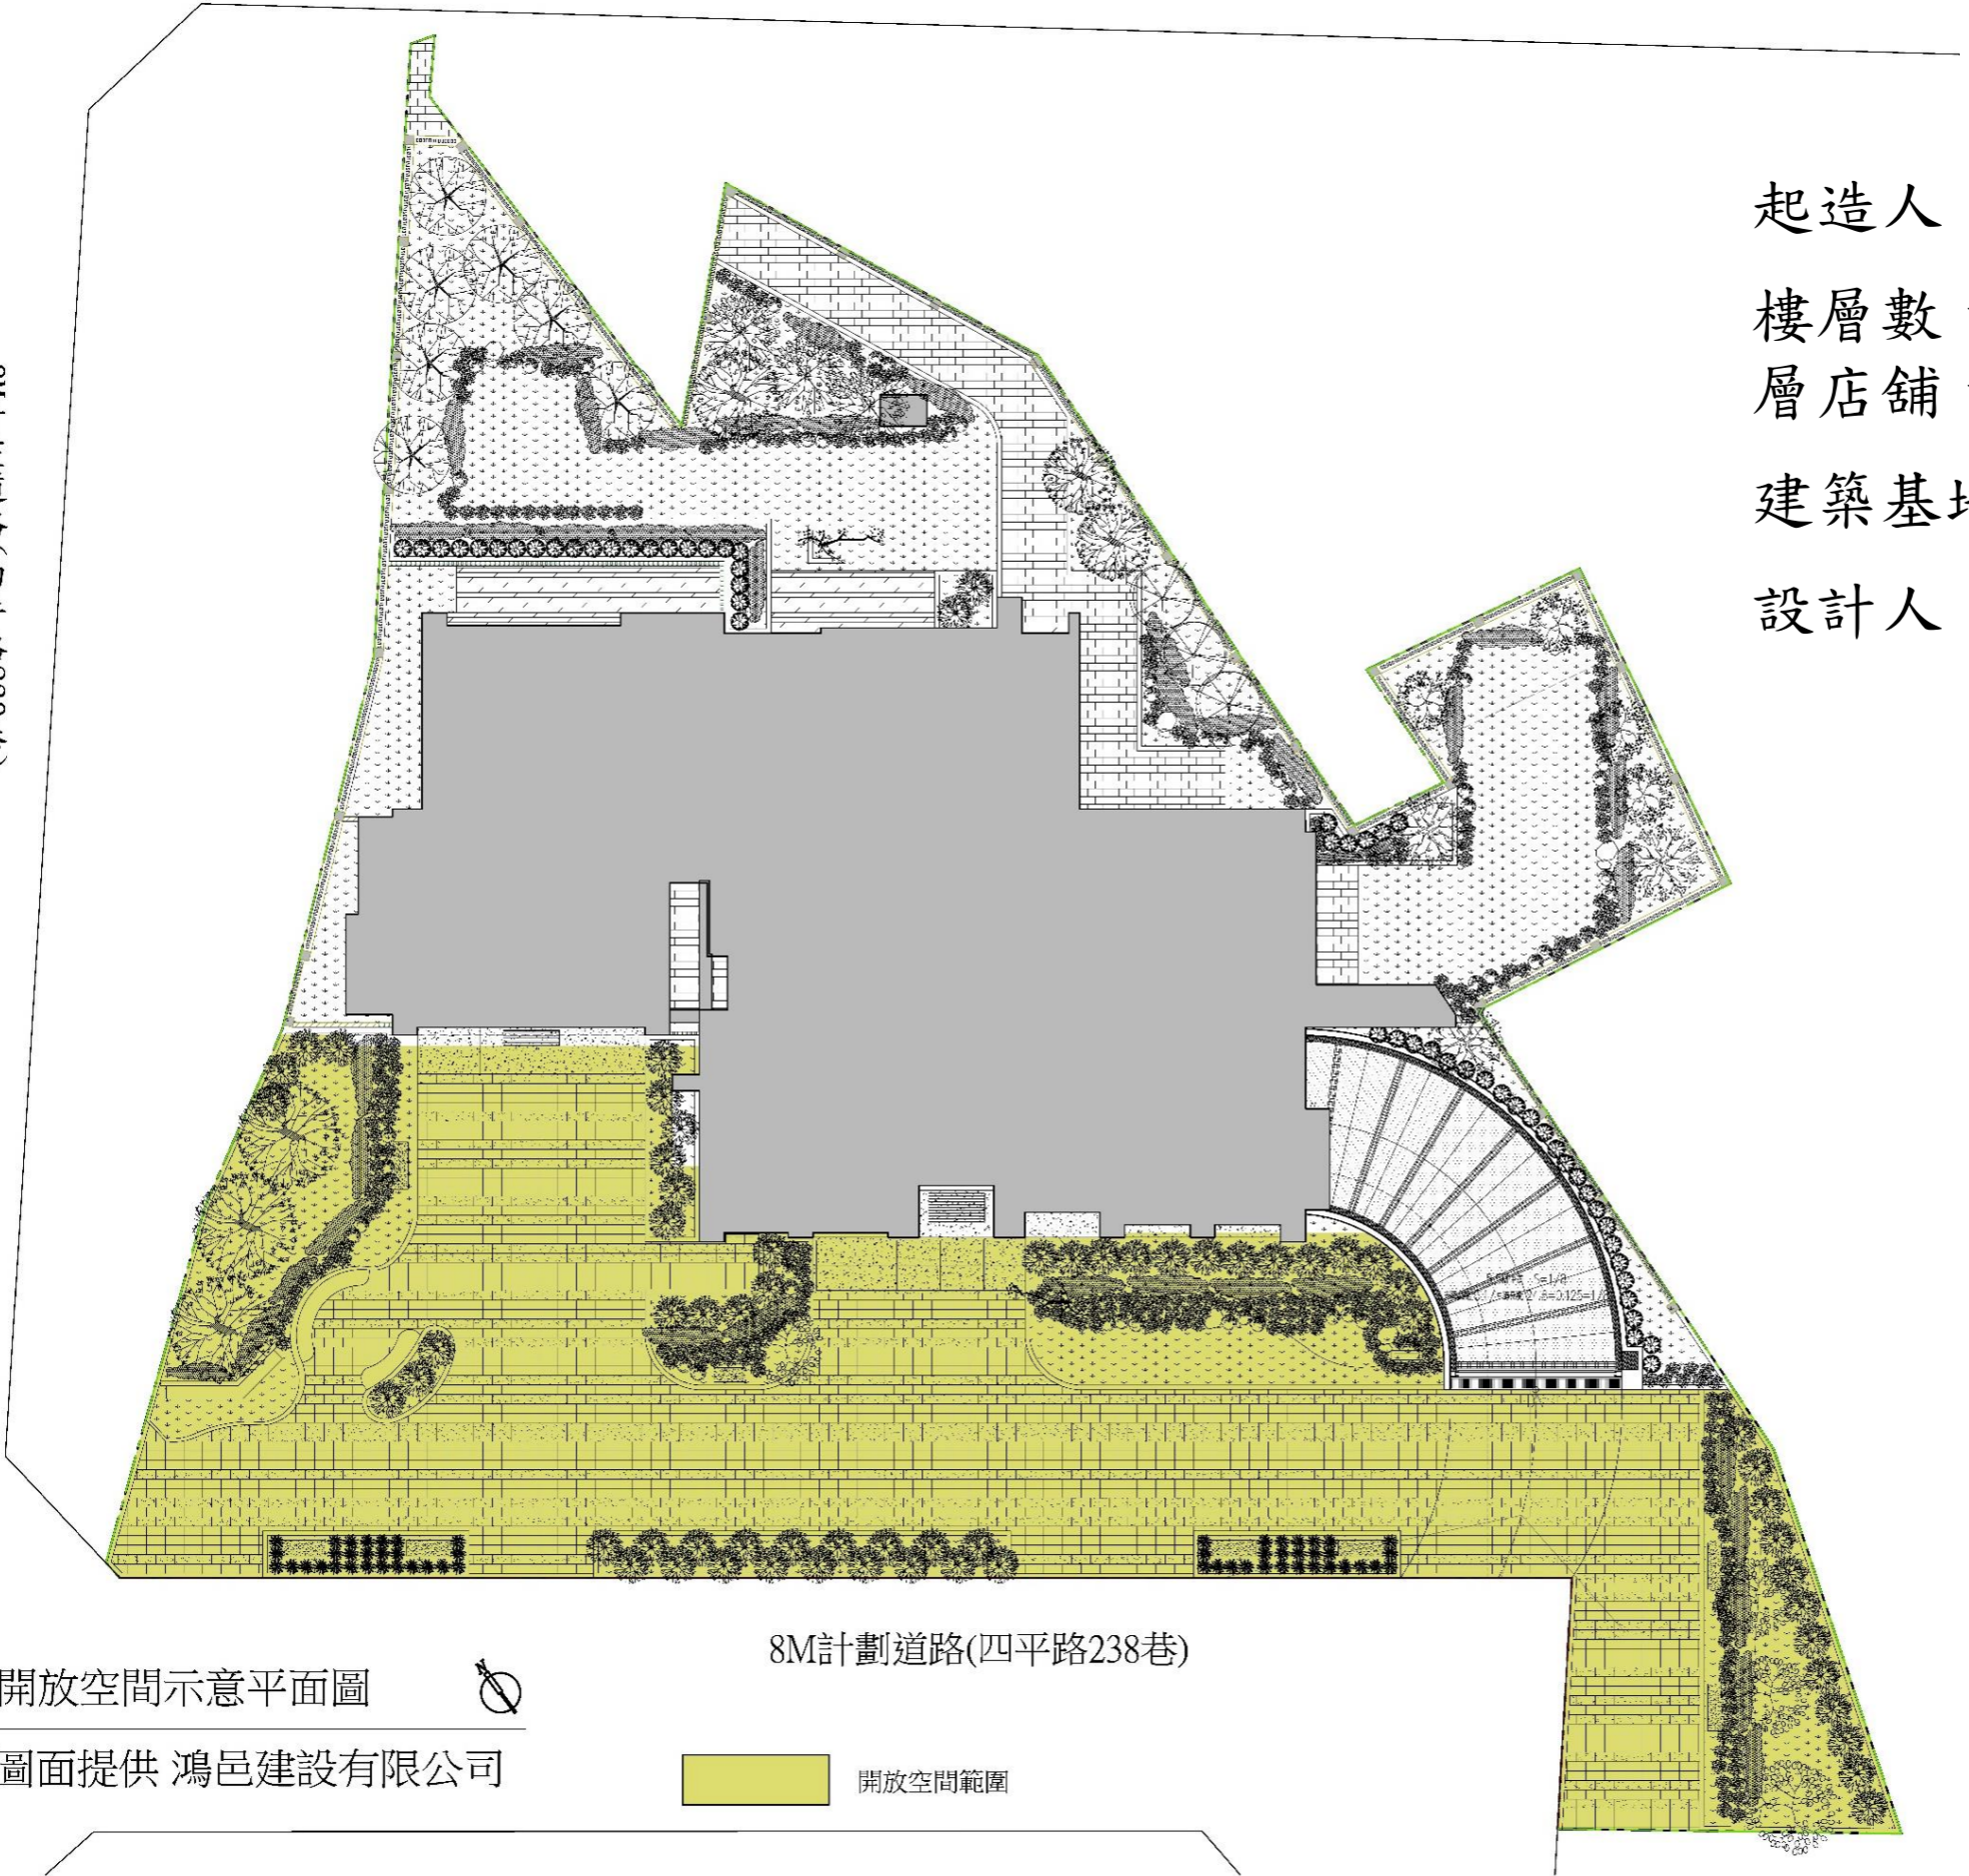 起造人
樓層數
層店舖
建築基
設計人
S=1/8
8M計劃道路(四平路238巷)
N
開放空間示意平面圖
圖面提供 鴻邑建設有限公司
開放空間範圍